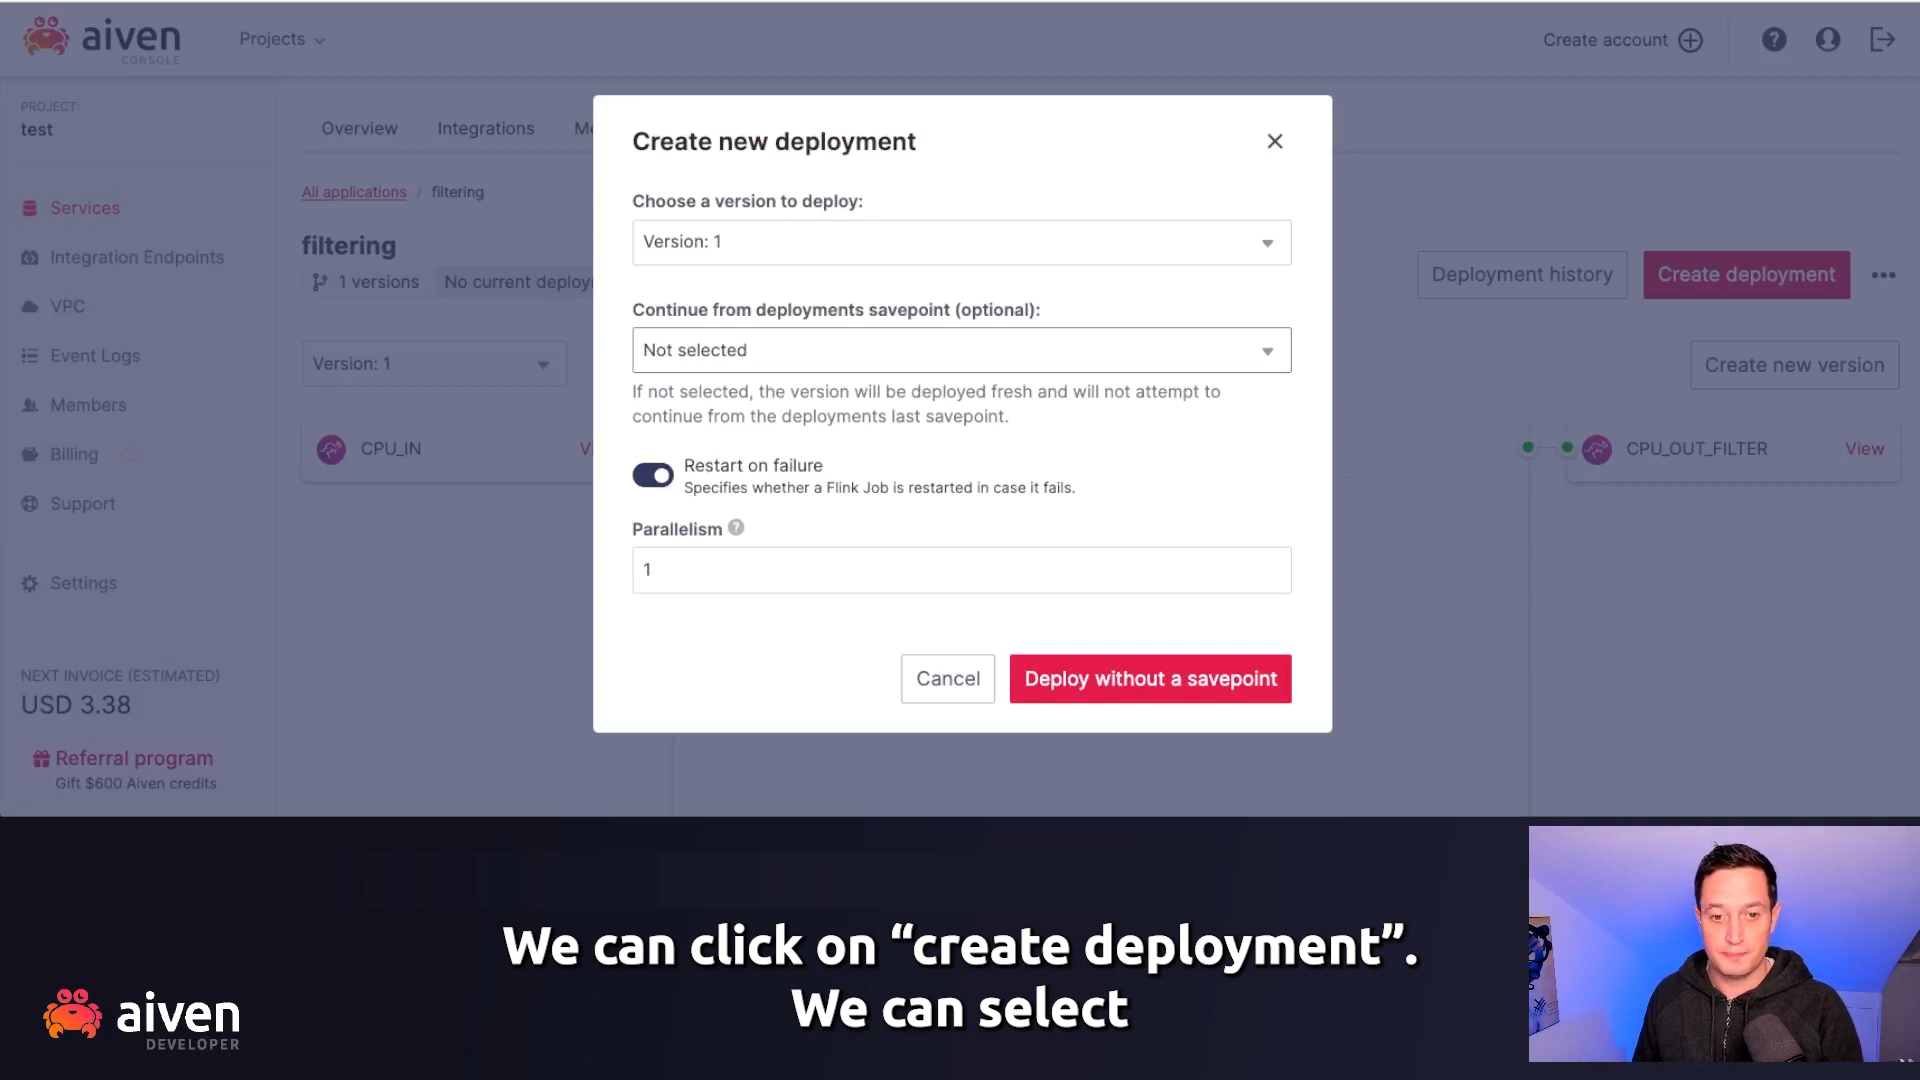 aiven
CONSOLE
Projects
Create account
PROJECT:
test
Services
Integration Endpoints
VPC
Event Logs
Members
Billing
Support
Settings
NEXT INVOICE (ESTIMATED)
USD 3.38
Referral program
Gift $600 Aiven credits
Overview
Integrations
All applications / filtering
filtering
1 versions
No current
Version: 1
CPU_IN
Deployment history
Create deployment
Create new version
CPU_OUT_FILTER
View
Create new deployment
Choose a version to deploy:
Version: 1
Continue from deployments savepoint (optional):
Not selected
If not selected, the version will be deployed fresh and will not attempt to
continue from the deployments last savepoint.
Restart on failure
Specifies whether a Flink Job is restarted in case it fails.
Parallelism ?
1
Cancel
Deploy without a savepoint
We can click on “create deployment”.
We can select
aiven
DEVELOPER